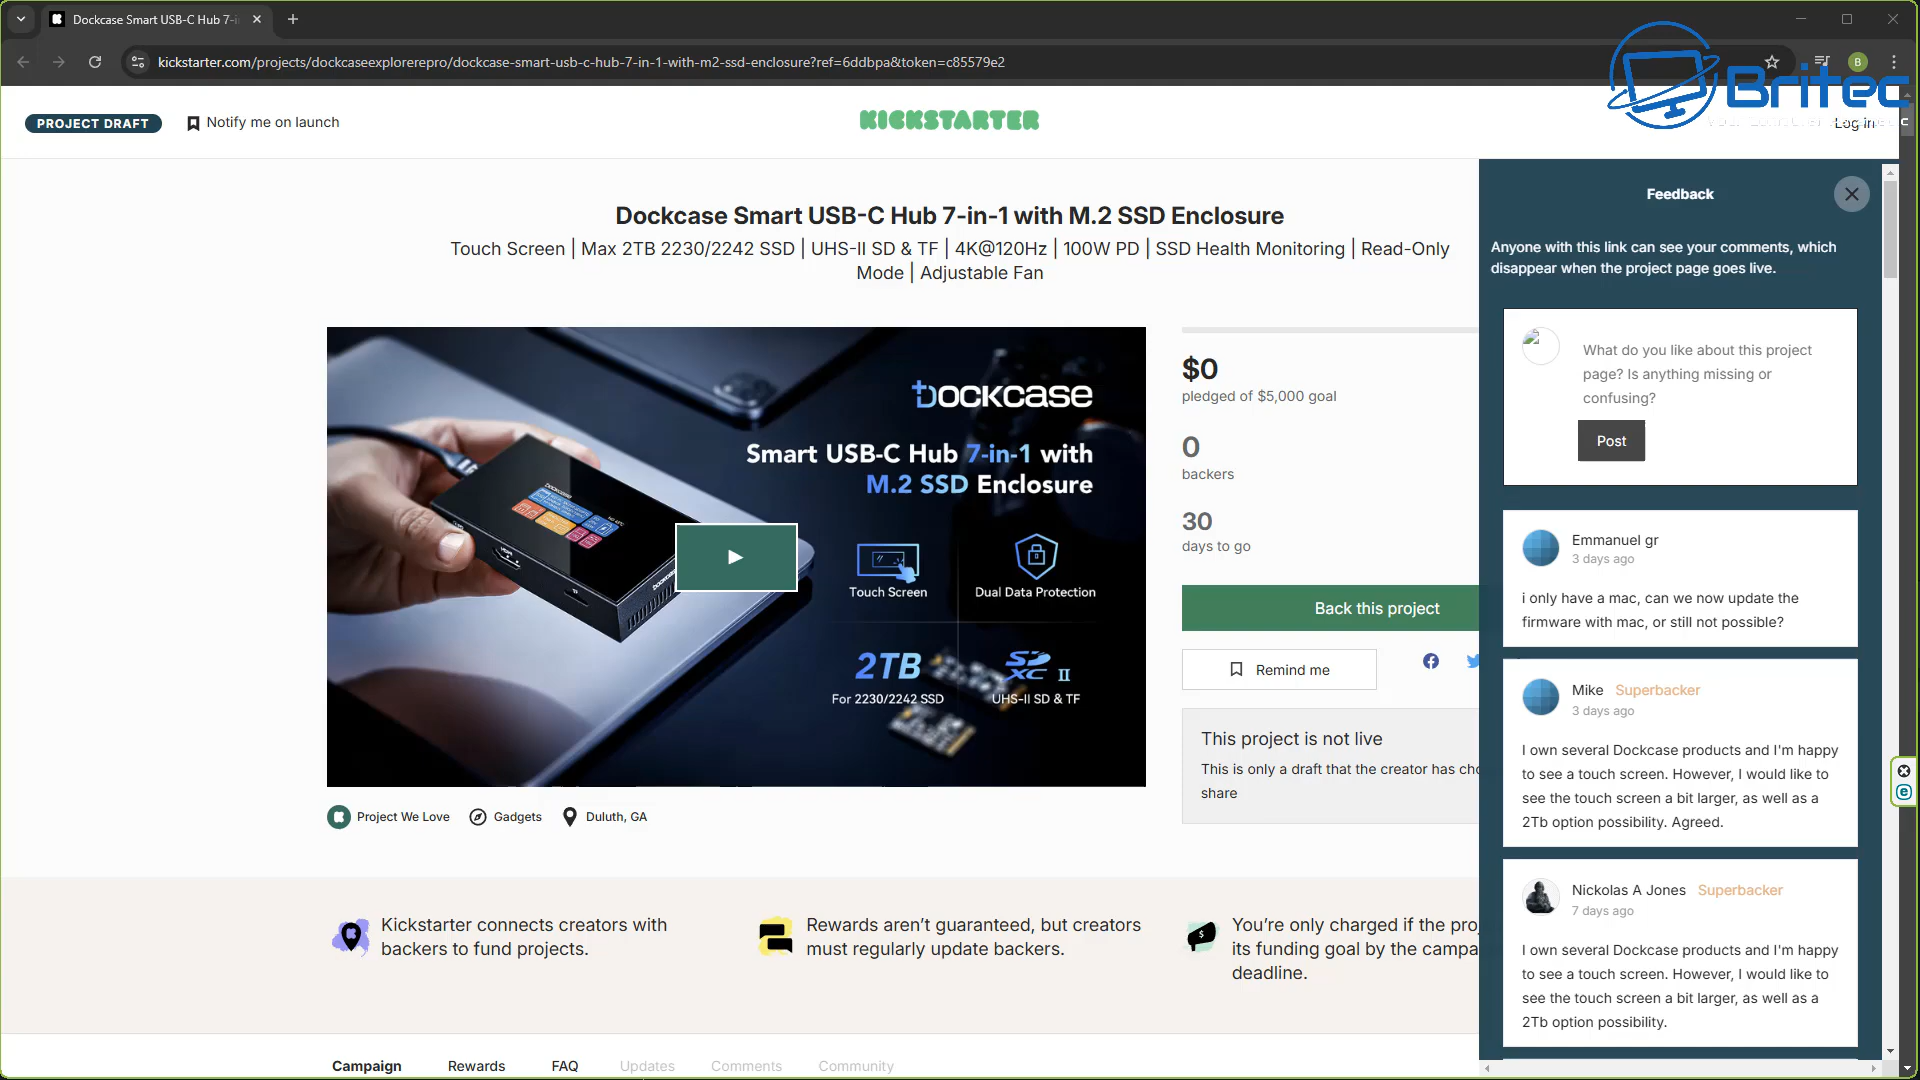 Dockcase Smart USB-C Hub 7-i
kickstarter.com/projects/dockcaseexplorerepro/dockcase-smart-usb-c-hub-7-in-1-with-m2-ssd-enclosure?ref=6ddbpa&token=c85579e2
B
Britec
PROJECT DRAFT
Notify me on launch
KICKSTARTER
Log in
Dockcase Smart USB-C Hub 7-in-1 with M.2 SSD Enclosure
Touch Screen | Max 2TB 2230/2242 SSD | UHS-II SD & TF | 4K@120Hz | 100W PD | SSD Health Monitoring | Read-Only
Mode | Adjustable Fan
DOCKCASE
Smart USB-C Hub 7-in-1 with
M.2 SSD Enclosure
Touch Screen
Dual Data Protection
2TB
For 2230/2242 SSD
SD XC II
UHS-II SD & TF
$0
pledged of $5,000 goal
0
backers
30
days to go
Back this project
Remind me
This project is not live
This is only a draft that the creator has cho
share
Project We Love
Gadgets
Duluth, GA
Kickstarter connects creators with
backers to fund projects.
Rewards aren’t guaranteed, but creators
must regularly update backers.
You’re only charged if the proj
its funding goal by the campa
deadline.
Campaign
Rewards
FAQ
Updates
Comments
Community
Feedback
Anyone with this link can see your comments, which
disappear when the project page goes live.
What do you like about this project
page? Is anything missing or
confusing?
Post
Emmanuel gr
3 days ago
i only have a mac, can we now update the
firmware with mac, or still not possible?
Mike Superbacker
3 days ago
I own several Dockcase products and I'm happy
to see a touch screen. However, I would like to
see the touch screen a bit larger, as well as a
2Tb option possibility. Agreed.
Nickolas A Jones Superbacker
7 days ago
I own several Dockcase products and I'm happy
to see a touch screen. However, I would like to
see the touch screen a bit larger, as well as a
2Tb option possibility.